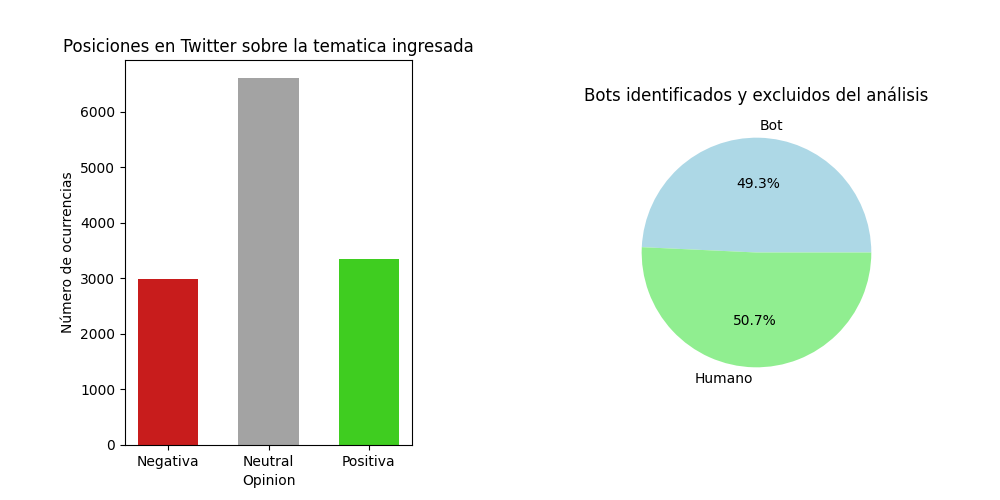 Posiciones en Twitter sobre la tematica ingresada
Número de ocurrencias
6000
5000
4000
3000
2000
1000
0
Negativa
Neutral
Positiva
Opinion
Bots identificados y excluidos del análisis
Bot
49.3%
50.7%
Humano